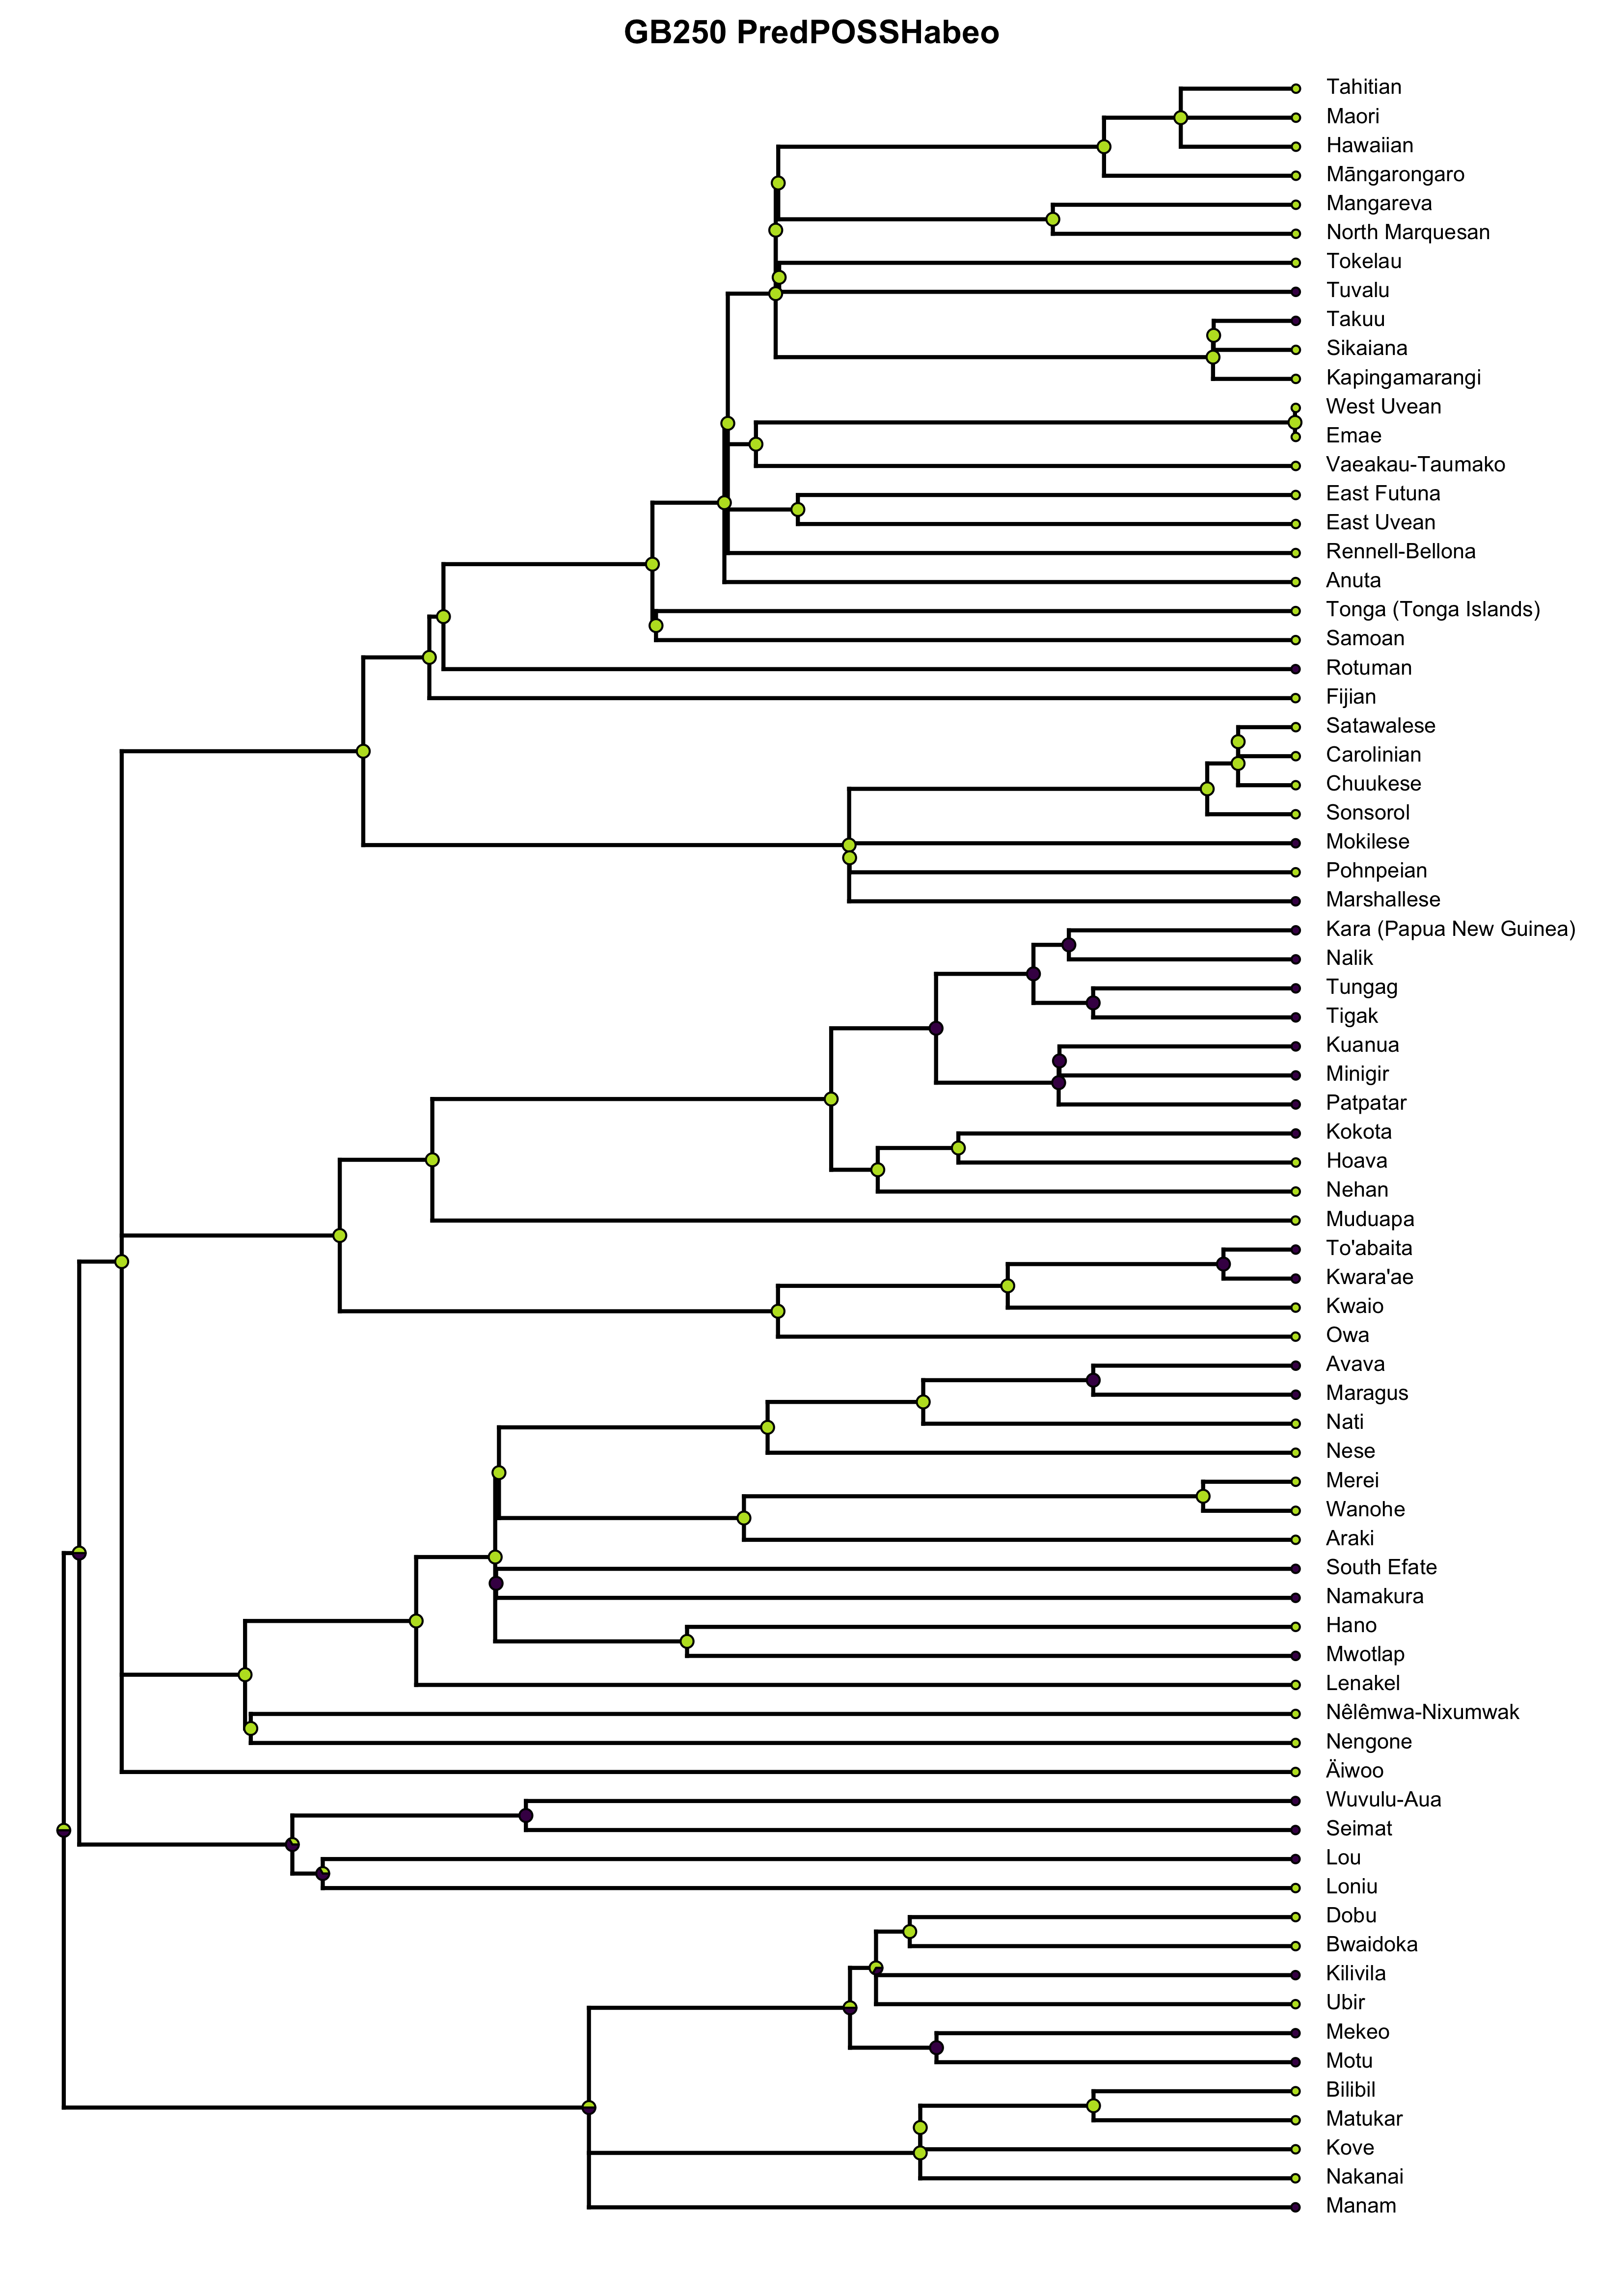 GB250 PredPOSSHabeo
Tahitian
Maori
Hawaiian
Māngarongaro
Mangareva
North Marquesan
Tokelau
Tuvalu
Takuu
Sikaiana
Kapingamarangi
West Uvean
Emae
Vaeakau-Taumako
East Futuna
East Uvean
Rennell-Bellona
Anuta
Tonga (Tonga Islands)
Samoan
Rotuman
Fijian
Satawalese
Carolinian
Chuukese
Sonsorol
Mokilese
Pohnpeian
Marshallese
Kara (Papua New Guinea)
Nalik
Tungag
Tigak
Kuanua
Minigir
Patpatar
Kokota
Hoava
Nehan
Muduapa
To'abaita
Kwara'ae
Kwaio
Owa
Avava
Maragus
Nati
Nese
Merei
Wanohe
Araki
South Efate
Namakura
Hano
Mwotlap
Lenakel
Nêlêmwa-Nixumwak
Nengone
Äiwoo
Wuvulu-Aua
Seimat
Lou
Loniu
Dobu
Bwaidoka
Kilivila
Ubir
Mekeo
Motu
Bilibil
Matukar
Kove
Nakanai
Manam